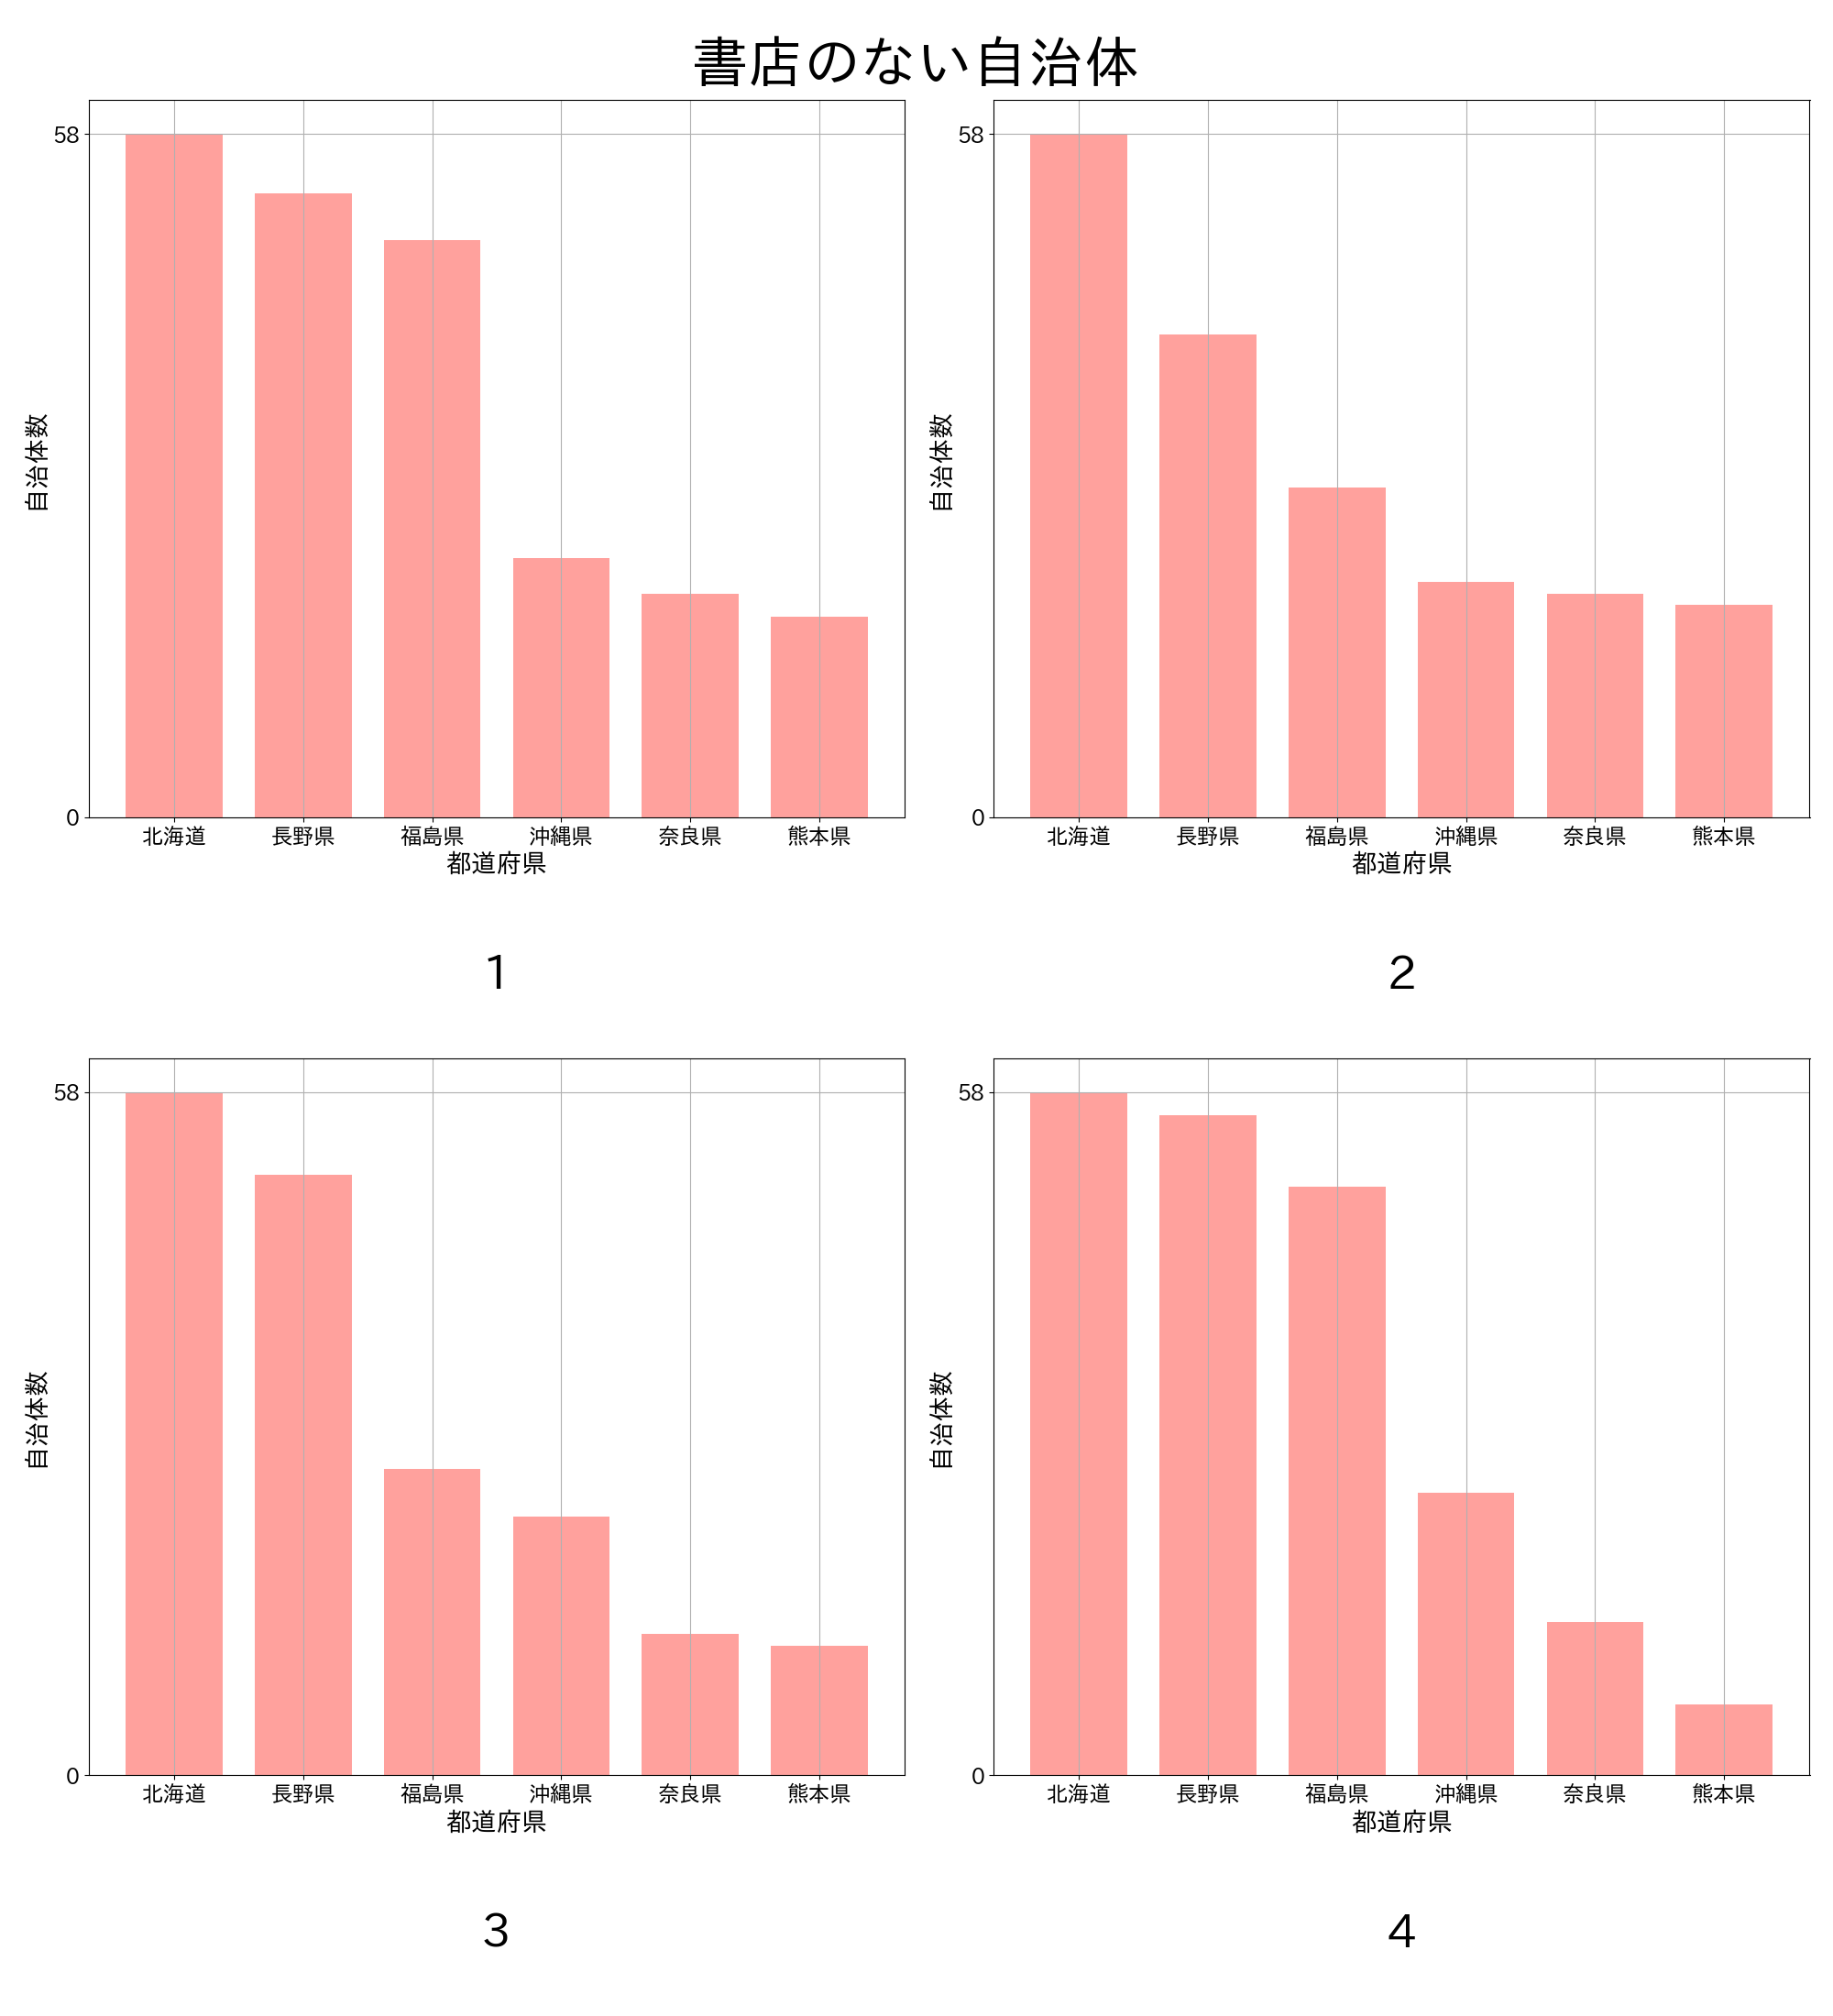 書店のない自治体
58
0
自治体数
北海道 長野県 福島県 沖縄県 奈良県 熊本県
都道府県
1
58
0
自治体数
北海道 長野県 福島県 沖縄県 奈良県 熊本県
都道府県
2
58
0
自治体数
北海道 長野県 福島県 沖縄県 奈良県 熊本県
都道府県
3
58
0
自治体数
北海道 長野県 福島県 沖縄県 奈良県 熊本県
都道府県
4